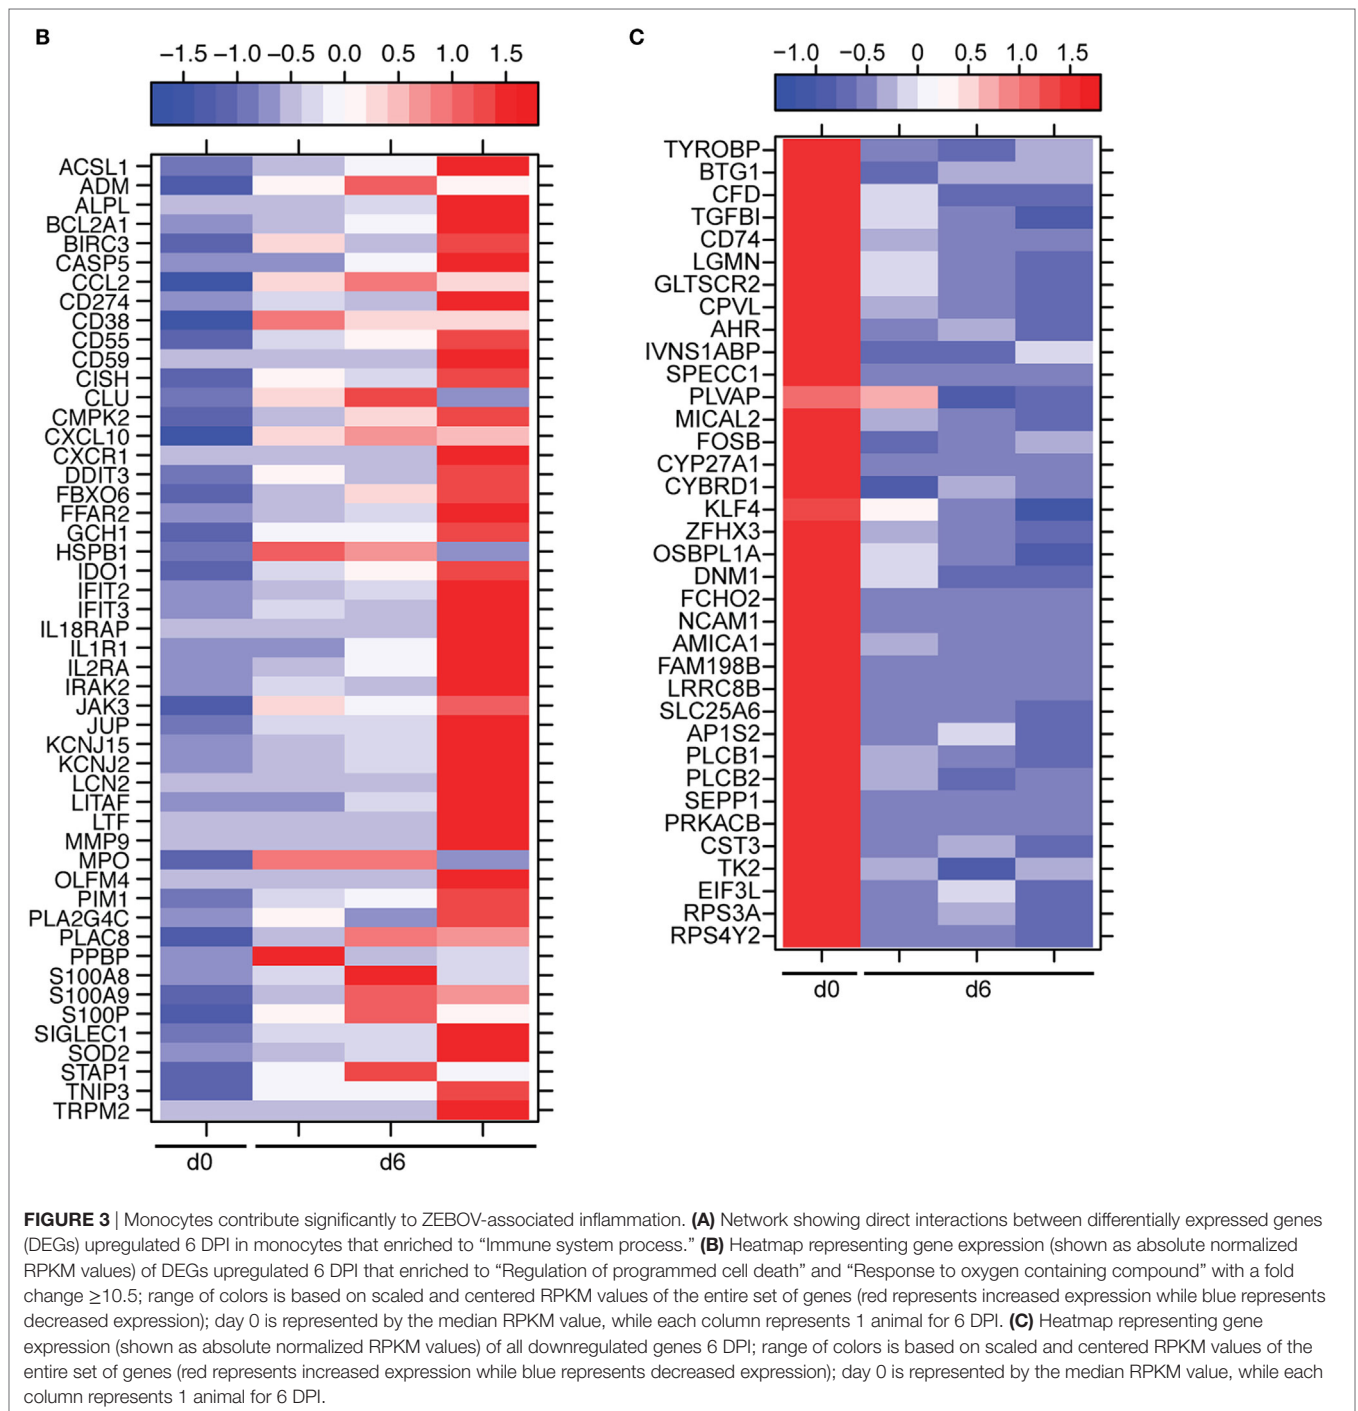 B
−1.5 −1.0 −0.5 0.0 0.5 1.0 1.5
ACSL1
ADM
ALPL
BCL2A1
BIRC3
CASP5
CCL2
CD274
CD38
CD55
CD59
CISH
CLU
CMPK2
CXCL10
CXCR1
DDIT3
FBXO6
FFAR2
GCH1
HSPB1
IDO1
IFIT2
IFIT3
IL18RAP
IL1R1
IL2RA
IRAK2
JAK3
JUP
KCNJ15
KCNJ2
LCN2
LITAF
LTF
MMP9
MPO
OLFM4
PIM1
PLA2G4C
PLAC8
PPBP
S100A8
S100A9
S100P
SIGLEC1
SOD2
STAP1
TNIP3
TRPM2
d0 d6
C
−1.0 −0.5 0 0.5 1.0 1.5
TYROBP
BTG1
CFD
TGFBI
CD74
LGMN
GLTSCR2
CPVL
AHR
IVNS1ABP
SPECC1
PLVAP
MICAL2
FOSB
CYP27A1
CYBRD1
KLF4
ZFHX3
OSBPL1A
DNM1
FCHO2
NCAM1
AMICA1
FAM198B
LRRC8B
SLC25A6
AP1S2
PLCB1
PLCB2
SEPP1
PRKACB
CST3
TK2
EIF3L
RPS3A
RPS4Y2
d0 d6
FIGURE 3 | Monocytes contribute significantly to ZEBOV-associated inflammation. (A) Network showing direct interactions between differentially expressed genes
(DEGs) upregulated 6 DPI in monocytes that enriched to “Immune system process.” (B) Heatmap representing gene expression (shown as absolute normalized
RPKM values) of DEGs upregulated 6 DPI that enriched to “Regulation of programmed cell death” and “Response to oxygen containing compound” with a fold
change ≥10.5; range of colors is based on scaled and centered RPKM values of the entire set of genes (red represents increased expression while blue represents
decreased expression); day 0 is represented by the median RPKM value, while each column represents 1 animal for 6 DPI. (C) Heatmap representing gene
expression (shown as absolute normalized RPKM values) of all downregulated genes 6 DPI; range of colors is based on scaled and centered RPKM values of the
entire set of genes (red represents increased expression while blue represents decreased expression); day 0 is represented by the median RPKM value, while each
column represents 1 animal for 6 DPI.